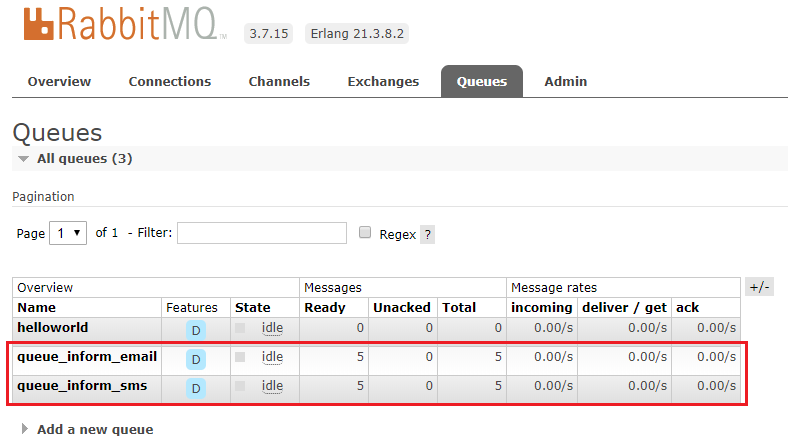 RabbitMQ TM 3.7.15 Erlang 21.3.8.2
Overview Connections Channels Exchanges Queues Admin
Queues
All queues (3)
Pagination
Page 1 of 1 - Filter: Regex ?
Overview Messages Message rates +/-
Name Features State Ready Unacked Total incoming deliver / get ack
helloworld D idle 0 0 0 0.00/s 0.00/s 0.00/s
queue_inform_email D idle 5 0 5 0.00/s 0.00/s 0.00/s
queue_inform_sms D idle 5 0 5 0.00/s 0.00/s 0.00/s
Add a new queue